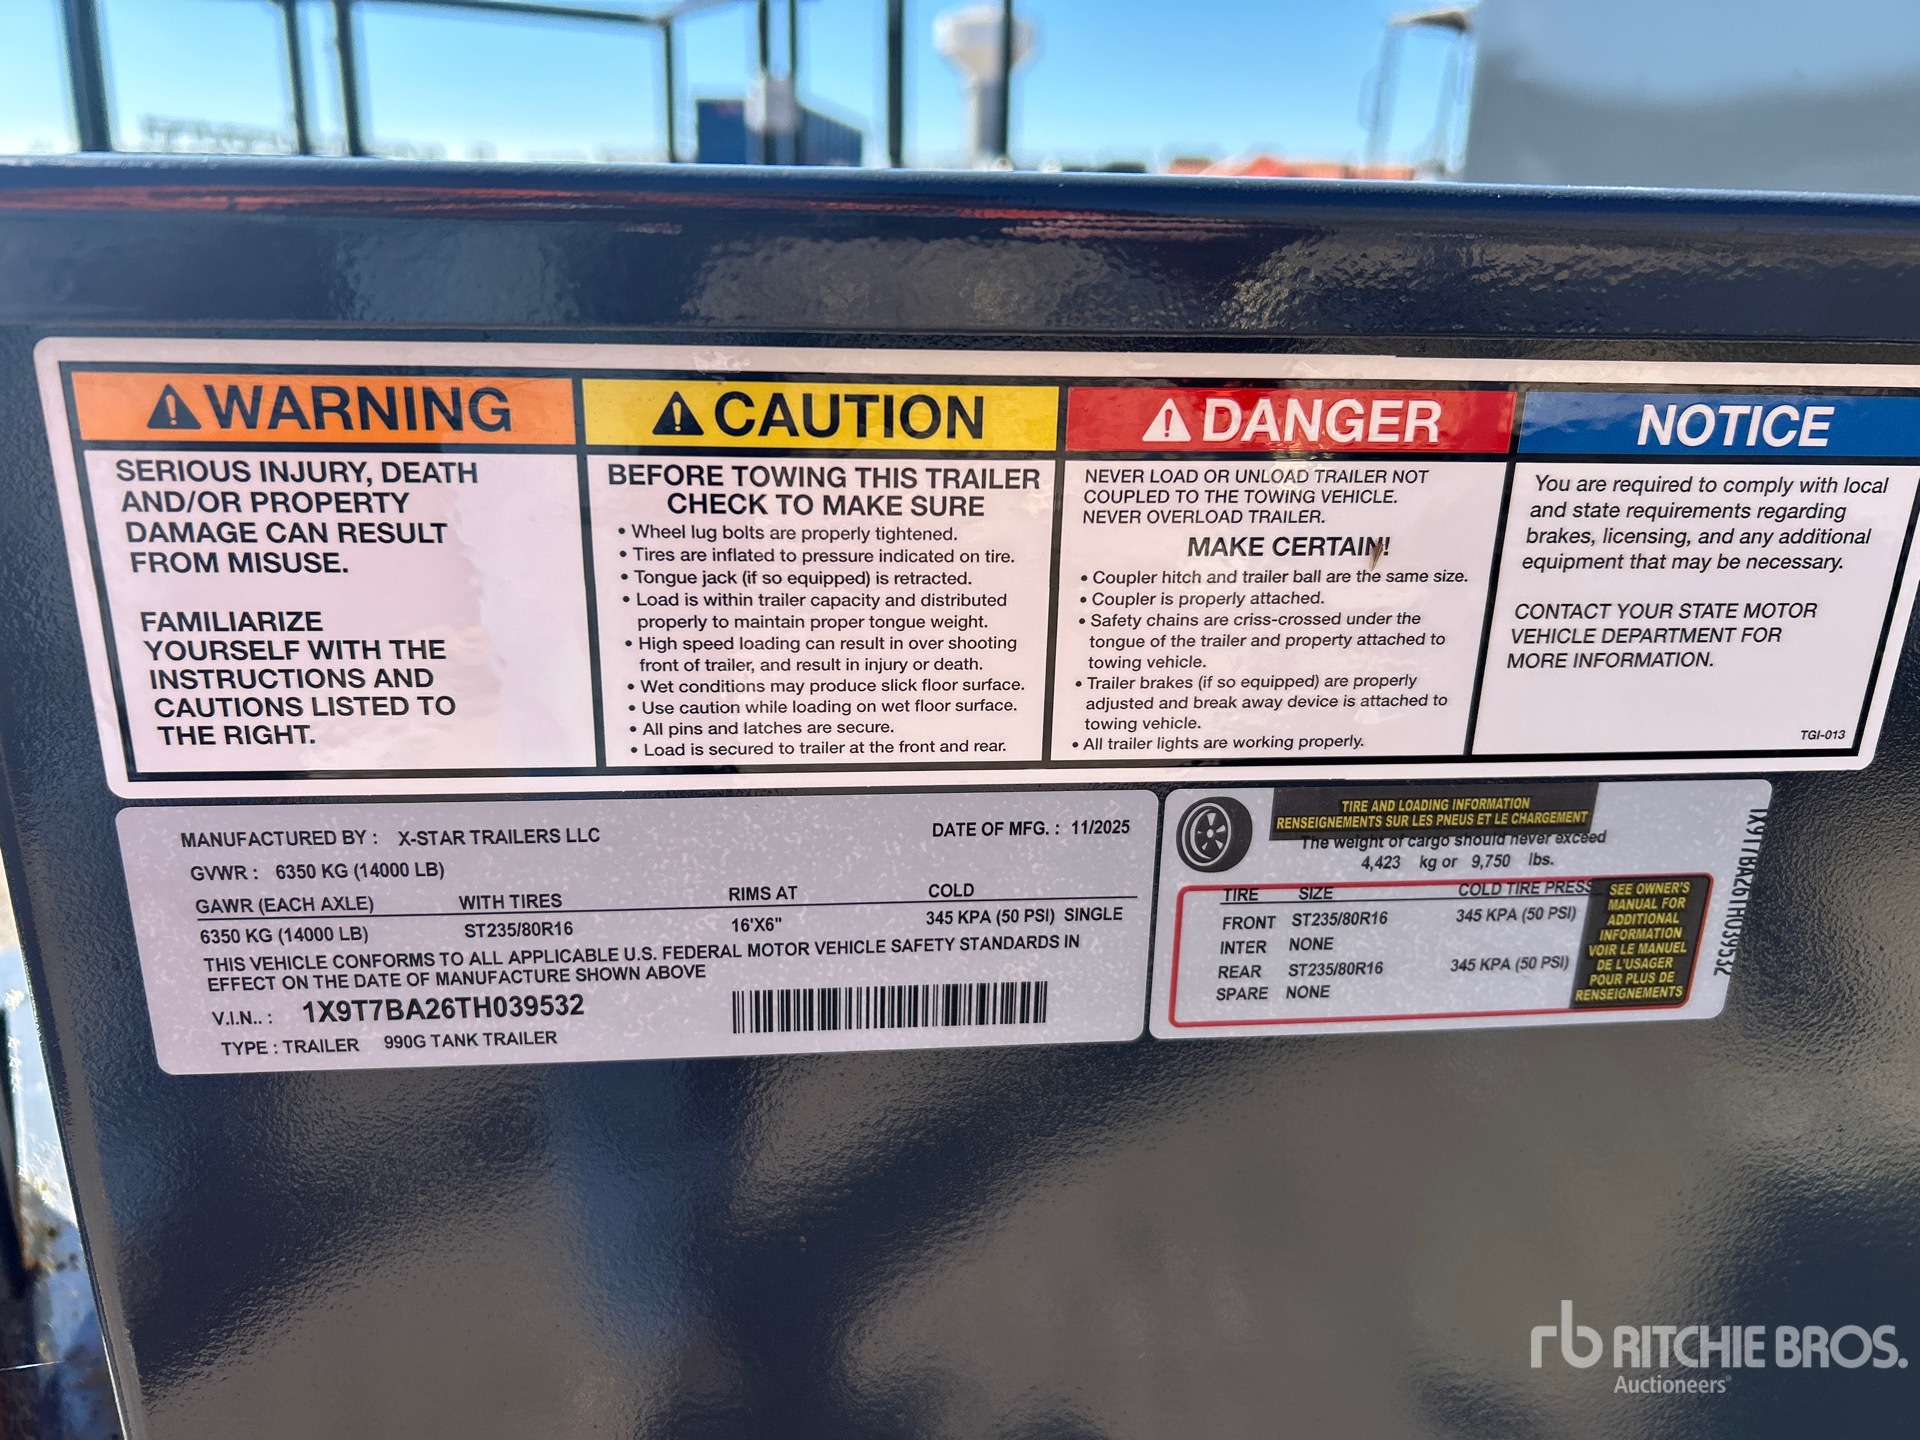 WARNING
SERIOUS INJURY, DEATH
AND/OR PROPERTY
DAMAGE CAN RESULT
FROM MISUSE.
FAMILIARIZE
YOURSELF WITH THE
INSTRUCTIONS AND
CAUTIONS LISTED TO
THE RIGHT.
CAUTION
BEFORE TOWING THIS TRAILER
CHECK TO MAKE SURE
• Wheel lug bolts are properly tightened.
• Tires are inflated to pressure indicated on tire.
• Tongue jack (if so equipped) is retracted.
• Load is within trailer capacity and distributed
properly to maintain proper tongue weight.
• High speed loading can result in over shooting
front of trailer, and result in injury or death.
• Wet conditions may produce slick floor surface.
• Use caution while loading on wet floor surface.
• All pins and latches are secure.
• Load is secured to trailer at the front and rear.
DANGER
NEVER LOAD OR UNLOAD TRAILER NOT
COUPLED TO THE TOWING VEHICLE.
NEVER OVERLOAD TRAILER.
MAKE CERTAIN!
• Coupler hitch and trailer ball are the same size.
• Coupler is properly attached.
• Safety chains are criss-crossed under the
tongue of the trailer and property attached to
towing vehicle.
• Trailer brakes (if so equipped) are properly
adjusted and break away device is attached to
towing vehicle.
• All trailer lights are working properly.
NOTICE
You are required to comply with local
and state requirements regarding
brakes, licensing, and any additional
equipment that may be necessary.
CONTACT YOUR STATE MOTOR
VEHICLE DEPARTMENT FOR
MORE INFORMATION.
TGI-013
MANUFACTURED BY : X-STAR TRAILERS LLC DATE OF MFG. : 11/2025
GVWR : 6350 KG (14000 LB)
GAWR (EACH AXLE) WITH TIRES RIMS AT COLD
6350 KG (14000 LB) ST235/80R16 16'X6" 345 KPA (50 PSI) SINGLE
THIS VEHICLE CONFORMS TO ALL APPLICABLE U.S. FEDERAL MOTOR VEHICLE SAFETY STANDARDS IN
EFFECT ON THE DATE OF MANUFACTURE SHOWN ABOVE
V.I.N.. : 1X9T7BA26TH039532
TYPE : TRAILER 990G TANK TRAILER
TIRE AND LOADING INFORMATION
RENSEIGNEMENTS SUR LES PNEUS ET LE CHARGEMENT
The weight of cargo should never exceed
4,423 kg or 9,750 lbs.
TIRE SIZE COLD TIRE PRESS
FRONT ST235/80R16 345 KPA (50 PSI)
INTER NONE
REAR ST235/80R16 345 KPA (50 PSI)
SPARE NONE
SEE OWNER'S
MANUAL FOR
ADDITIONAL
INFORMATION
VOIR LE MANUEL
DE L'USAGER
POUR PLUS DE
RENSEIGNEMENTS
1X9T7BA26TH039532
rb RITCHIE BROS.
Auctioneers